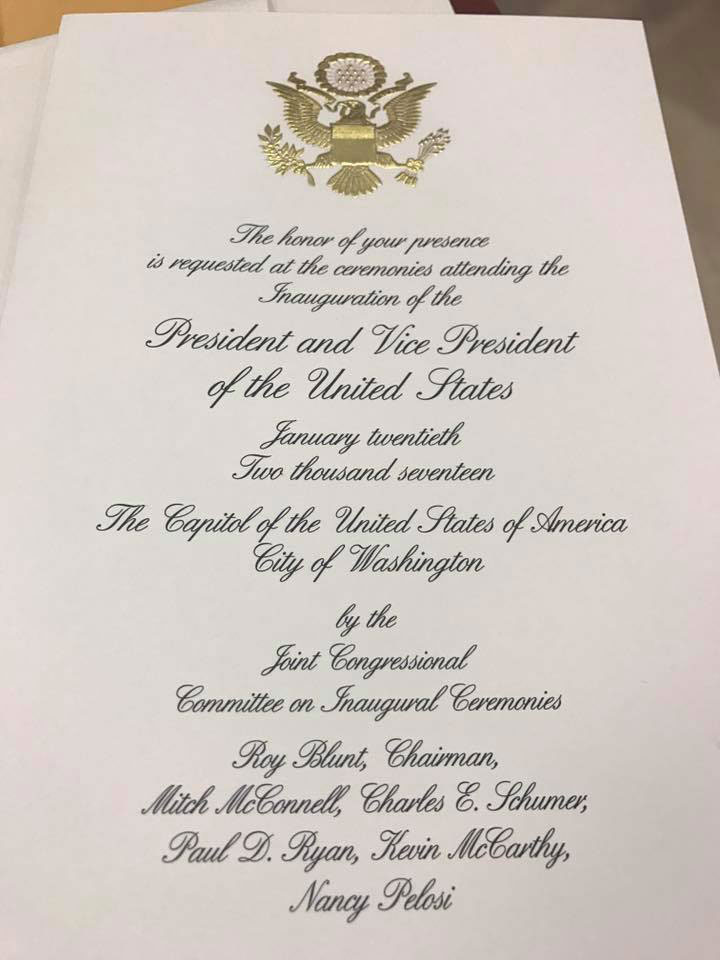 The honor of your presence
is requested at the ceremonies attending the
Inauguration of the
President and Vice President
of the United States
January twentieth
Two thousand seventeen
The Capitol of the United States of America
City of Washington
by the
Joint Congressional
Committee on Inaugural Ceremonies
Roy Blunt, Chairman,
Mitch McConnell, Charles E. Schumer,
Paul D. Ryan, Kevin McCarthy,
Nancy Pelosi